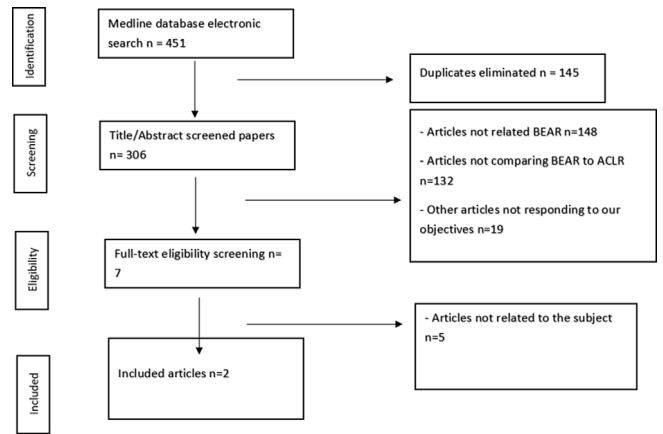 Identification
Medline database electronic
search n = 451
Duplicates eliminated n = 145
Screening
Title/Abstract screened papers
n= 306
- Articles not related BEAR n=148
- Articles not comparing BEAR to ACLR
n=132
- Other articles not responding to our
objectives n=19
Eligibility
Full-text eligibility screening n=
7
- Articles not related to the subject
n=5
Included
Included articles n=2